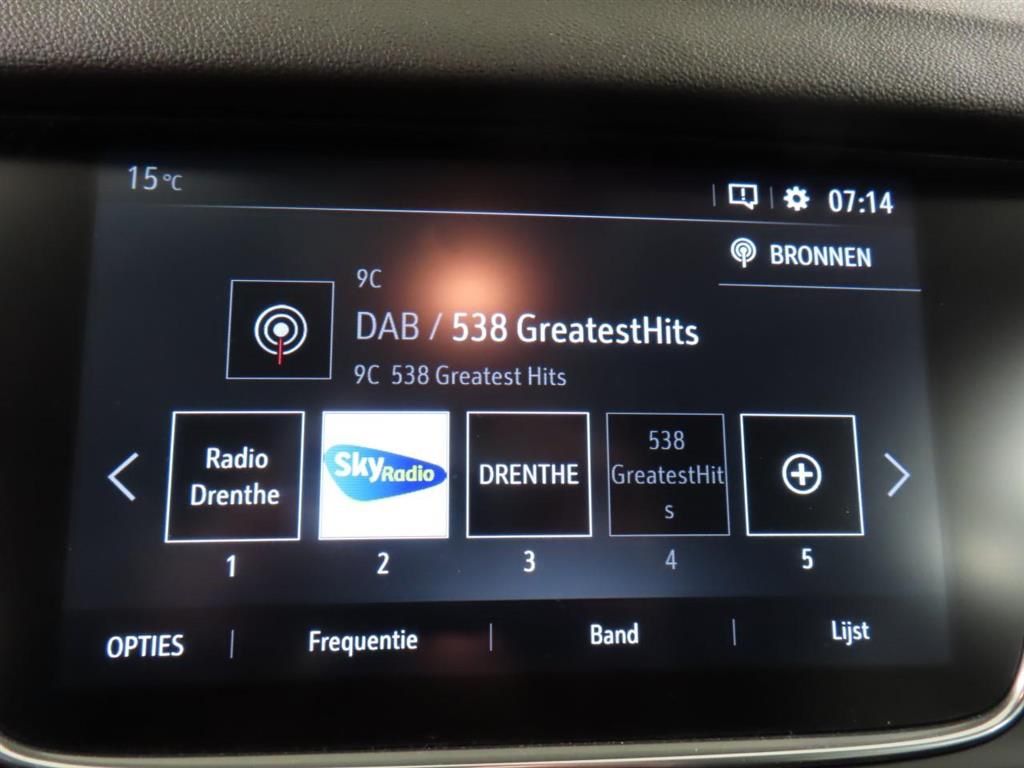 15°C
07:14
BRONNEN
9C
DAB / 538 GreatestHits
9C 538 Greatest Hits
Radio
Drenthe
SkyRadio
DRENTHE
538
GreatestHit
s
1
2
3
4
5
OPTIES
Frequentie
Band
Lijst